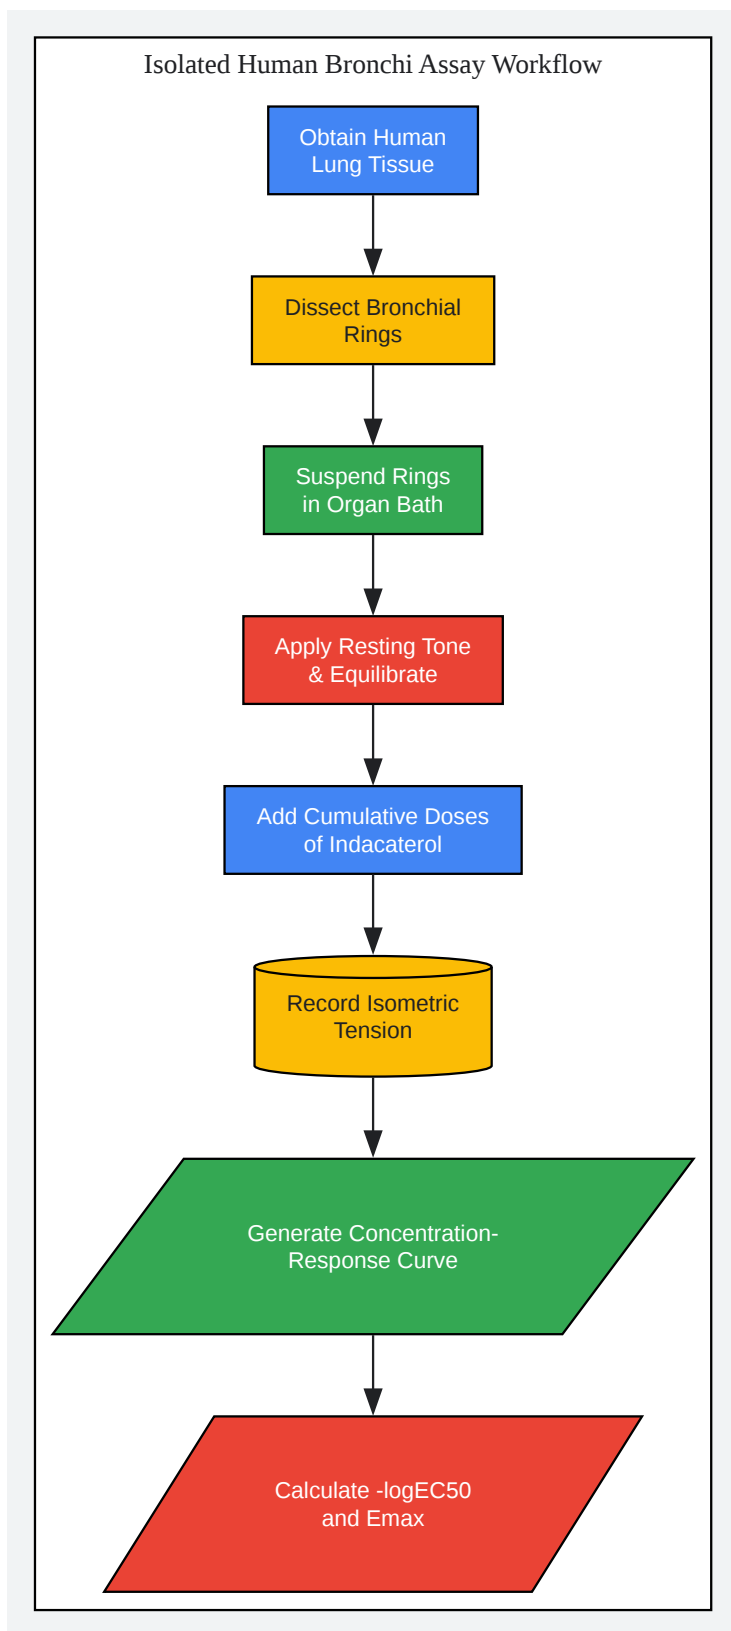 Isolated Human Bronchi Assay Workflow
Obtain Human
Lung Tissue
Dissect Bronchial
Rings
Suspend Rings
in Organ Bath
Apply Resting Tone
& Equilibrate
Add Cumulative Doses
of Indacaterol
Record Isometric
Tension
Generate Concentration-
Response Curve
Calculate -logEC50
and Emax